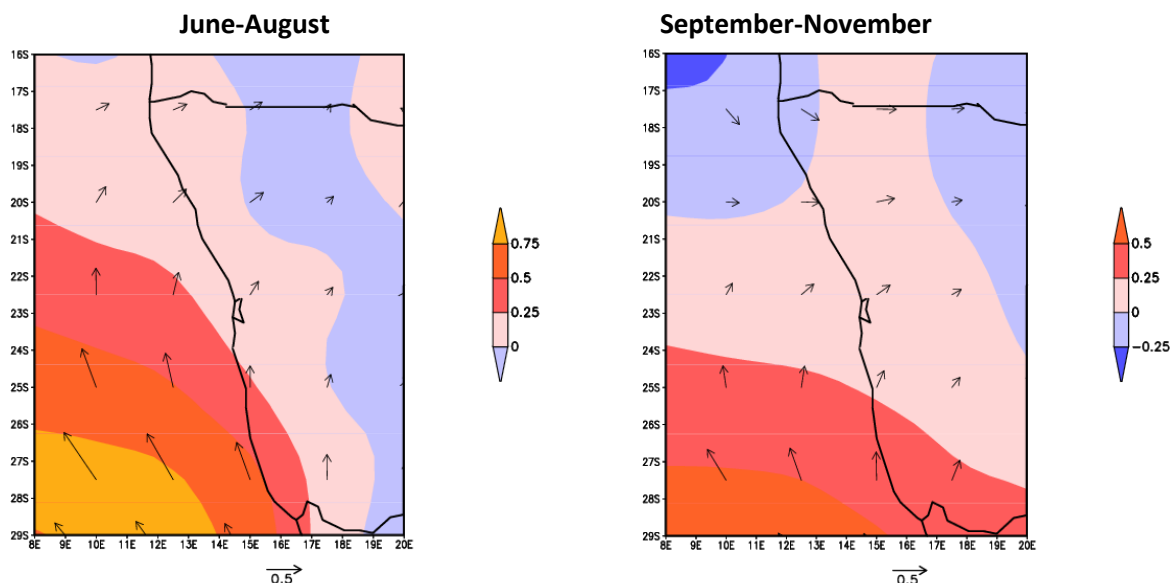 June-August
September-November
16S
17S
18S
19S
20S
21S
22S
23S
24S
25S
26S
27S
28S
29S
8E 9E 10E 11E 12E 13E 14E 15E 16E 17E 18E 19E 20E
0.5
0.75
0.5
0.25
0
16S
17S
18S
19S
20S
21S
22S
23S
24S
25S
26S
27S
28S
29S
8E 9E 10E 11E 12E 13E 14E 15E 16E 17E 18E 19E 20E
0.5
0.5
0.25
0
−0.25